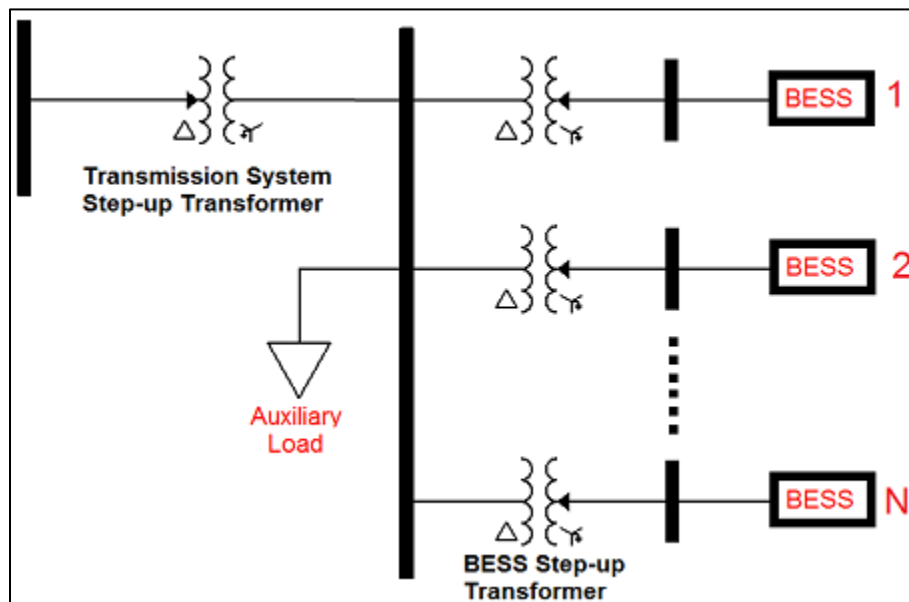 BESS 1
Transmission System
Step-up Transformer
BESS 2
Auxiliary
Load
BESS N
BESS Step-up
Transformer